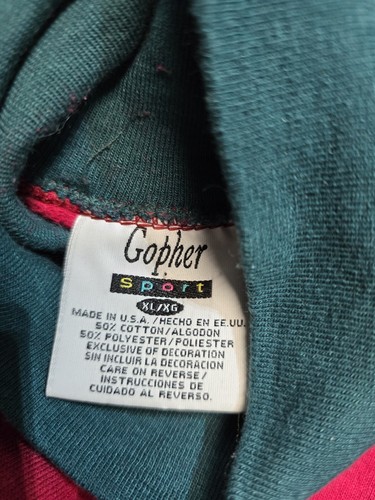 Gopher
Sport
XL/XG
MADE IN U.S.A./HECHO EN EE.UU.
50% COTTON/ALGODON
50% POLYESTER/POLIESTER
EXCLUSIVE OF DECORATION
SIN INCLUIR LA DECORACION
CARE ON REVERSE/
INSTRUCCIONES DE
CUIDADO AL REVERSO.